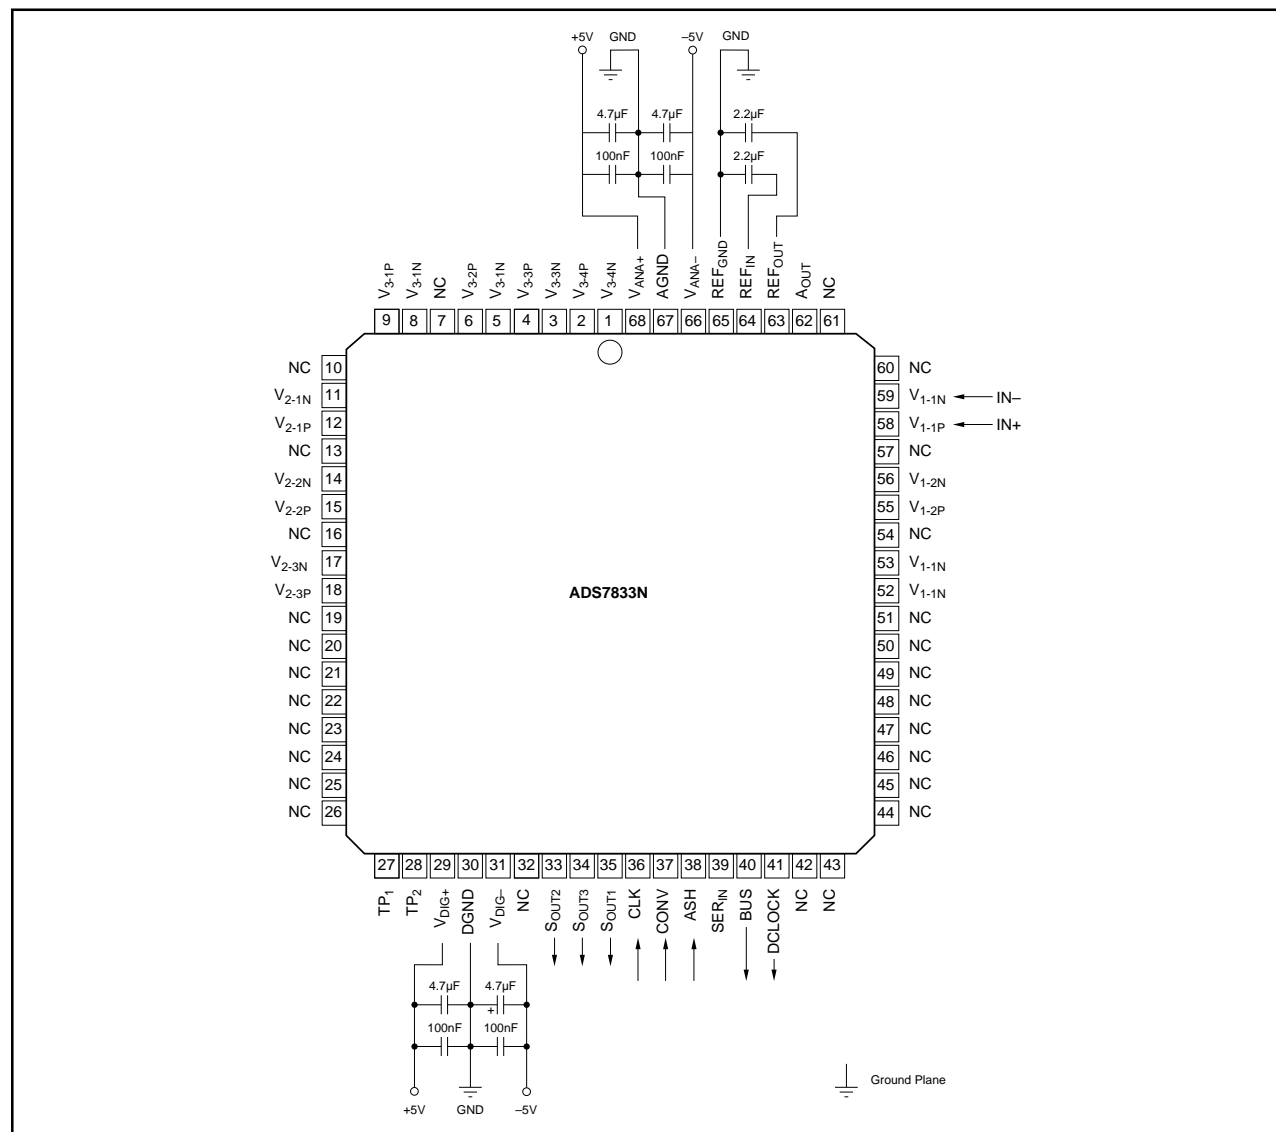 +5V GND –5V GND
4.7µF 4.7µF 2.2µF
100nF 100nF 2.2µF
V3-1P V3-1N NC V3-2P V3-1N V3-3P V3-3N V3-4P V3-4N VANA+ AGND VANA– REFGND REFIN REFOUT AOUT NC
9 8 7 6 5 4 3 2 1 68 67 66 65 64 63 62 61
NC 10 60 NC
V2-1N 11 59 V1-1N IN–
V2-1P 12 58 V1-1P IN+
NC 13 57 NC
V2-2N 14 56 V1-2N
V2-2P 15 55 V1-2P
NC 16 54 NC
V2-3N 17 53 V1-1N
V2-3P 18 ADS7833N 52 V1-1N
NC 19 51 NC
NC 20 50 NC
NC 21 49 NC
NC 22 48 NC
NC 23 47 NC
NC 24 46 NC
NC 25 45 NC
NC 26 44 NC
27 28 29 30 31 32 33 34 35 36 37 38 39 40 41 42 43
TP1 TP2 VDIG+ DGND VDIG– NC SOUT2 SOUT3 SOUT1 CLK CONV ASH SERIN BUS DCLOCK NC NC
4.7µF 4.7µF
+
100nF 100nF
Ground Plane
+5V GND –5V